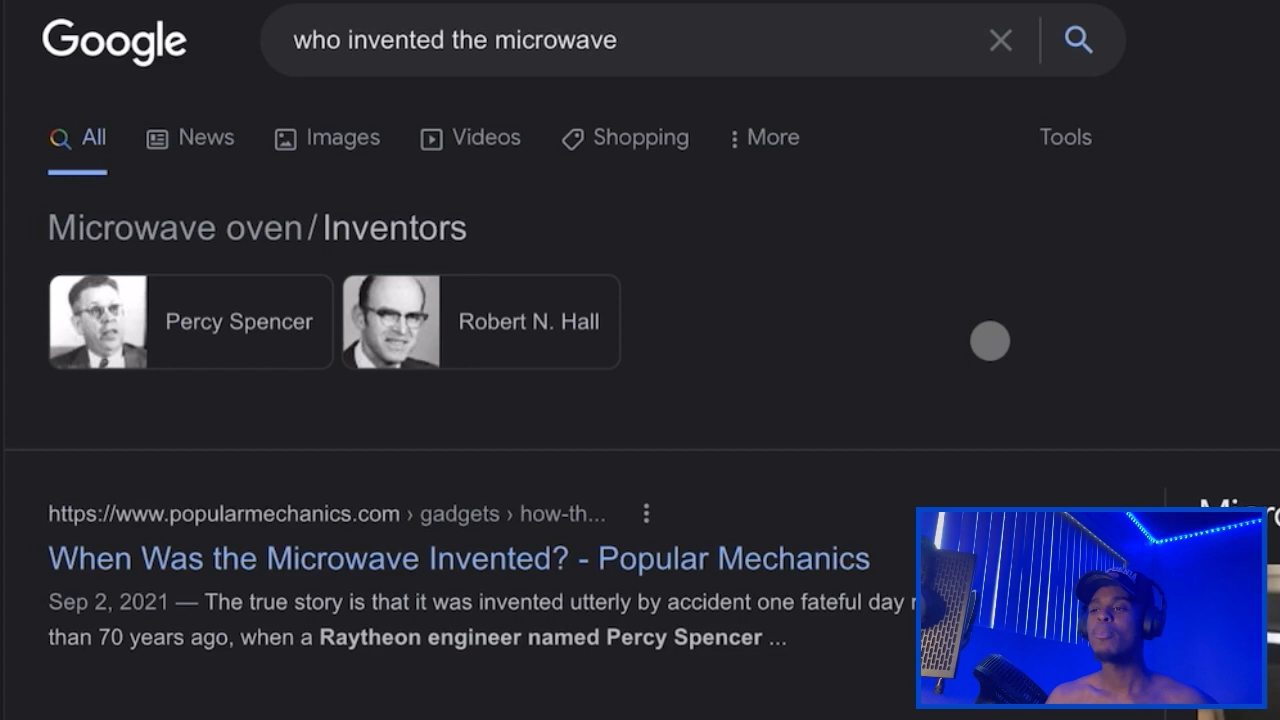 Google
who invented the microwave
All
News
Images
Videos
Shopping
More
Tools
Microwave oven / Inventors
Percy Spencer
Robert N. Hall
https://www.popularmechanics.com › gadgets › how-th...
When Was the Microwave Invented? - Popular Mechanics
Sep 2, 2021 — The true story is that it was invented utterly by accident one fateful day
than 70 years ago, when a Raytheon engineer named Percy Spencer ...